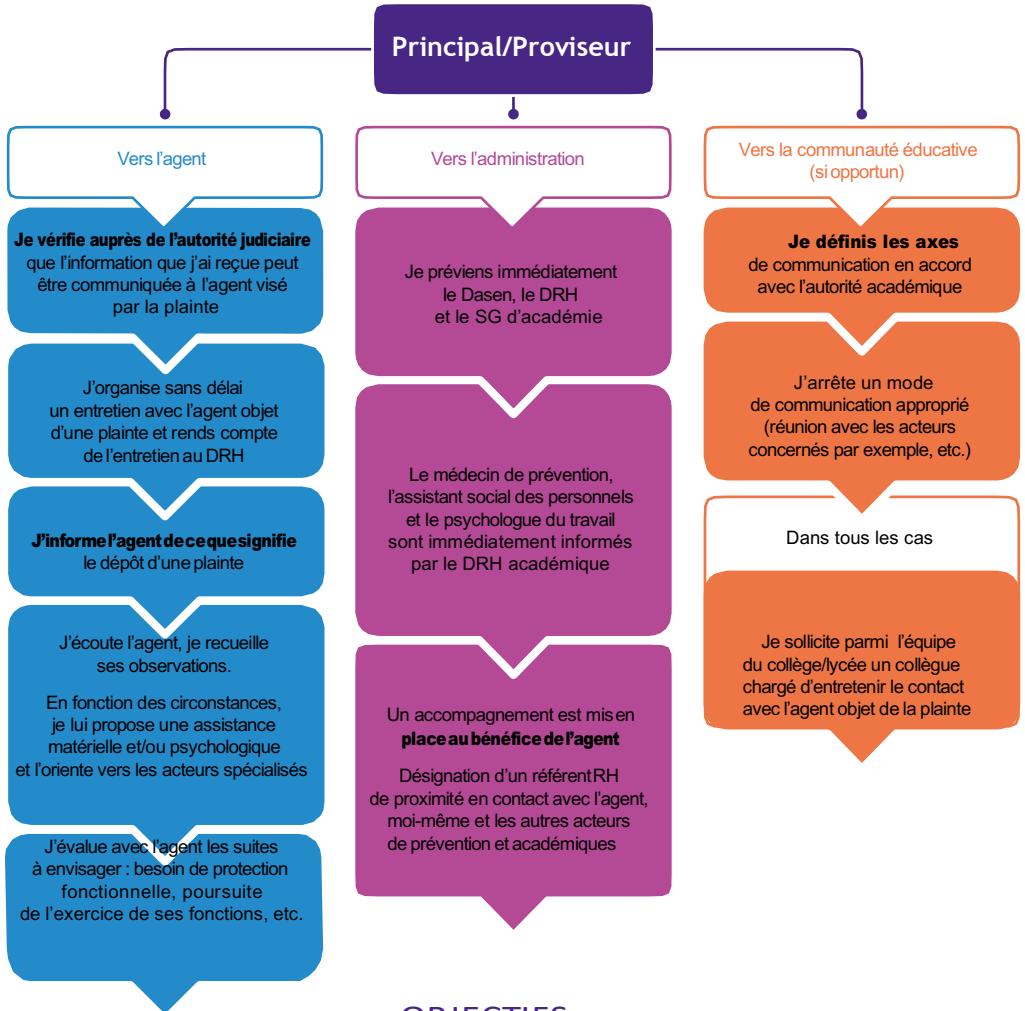 Principal/Proviseur
Vers l'agent
Je vérifie auprès de l'autorité judiciaire
que l'information que j'ai reçue peut
être communiquée à l'agent visé
par la plainte
J'organise sans délai
un entretien avec l'agent objet
d'une plainte et rends compte
de l'entretien au DRH
J'informe l'agent de ce que signifie
le dépôt d'une plainte
J'écoute l'agent, je recueille
ses observations.
En fonction des circonstances,
je lui propose une assistance
matérielle et/ou psychologique
et l'oriente vers les acteurs spécialisés
J'évalue avec l'agent les suites
à envisager : besoin de protection
fonctionnelle, poursuite
de l'exercice de ses fonctions, etc.
Vers l'administration
Je préviens immédiatement
le Dasen, le DRH
et le SG d'académie
Le médecin de prévention,
l'assistant social des personnels
et le psychologue du travail
sont immédiatement informés
par le DRH académique
Un accompagnement est mis en
place au bénéfice de l'agent
Désignation d'un référent RH
de proximité en contact avec l'agent,
moi-même et les autres acteurs
de prévention et académiques
Vers la communauté éducative
(si opportun)
Je définis les axes
de communication en accord
avec l'autorité académique
J'arrête un mode
de communication approprié
(réunion avec les acteurs
concernés par exemple, etc.)
Dans tous les cas
Je sollicite parmi l'équipe
du collège/lycée un collègue
chargé d'entretenir le contact
avec l'agent objet de la plainte
OBJECTIFS